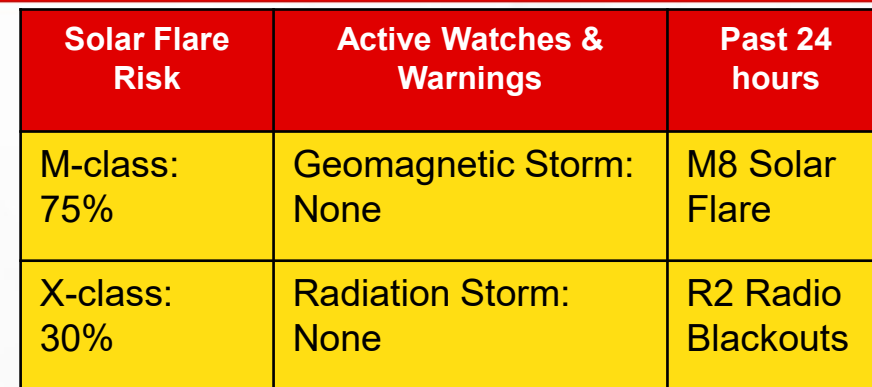 Solar Flare
Risk
Active Watches &
Warnings
Past 24
hours
M-class:
75%
Geomagnetic Storm:
None
M8 Solar
Flare
X-class:
30%
Radiation Storm:
None
R2 Radio
Blackouts